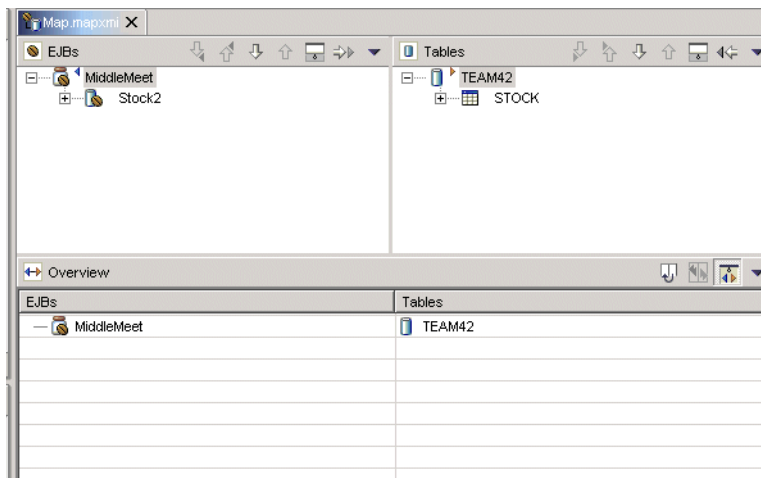 Map.mapxmi
EJBs
Tables
MiddleMeet
TEAM42
Stock2
STOCK
Overview
EJBs
Tables
MiddleMeet
TEAM42